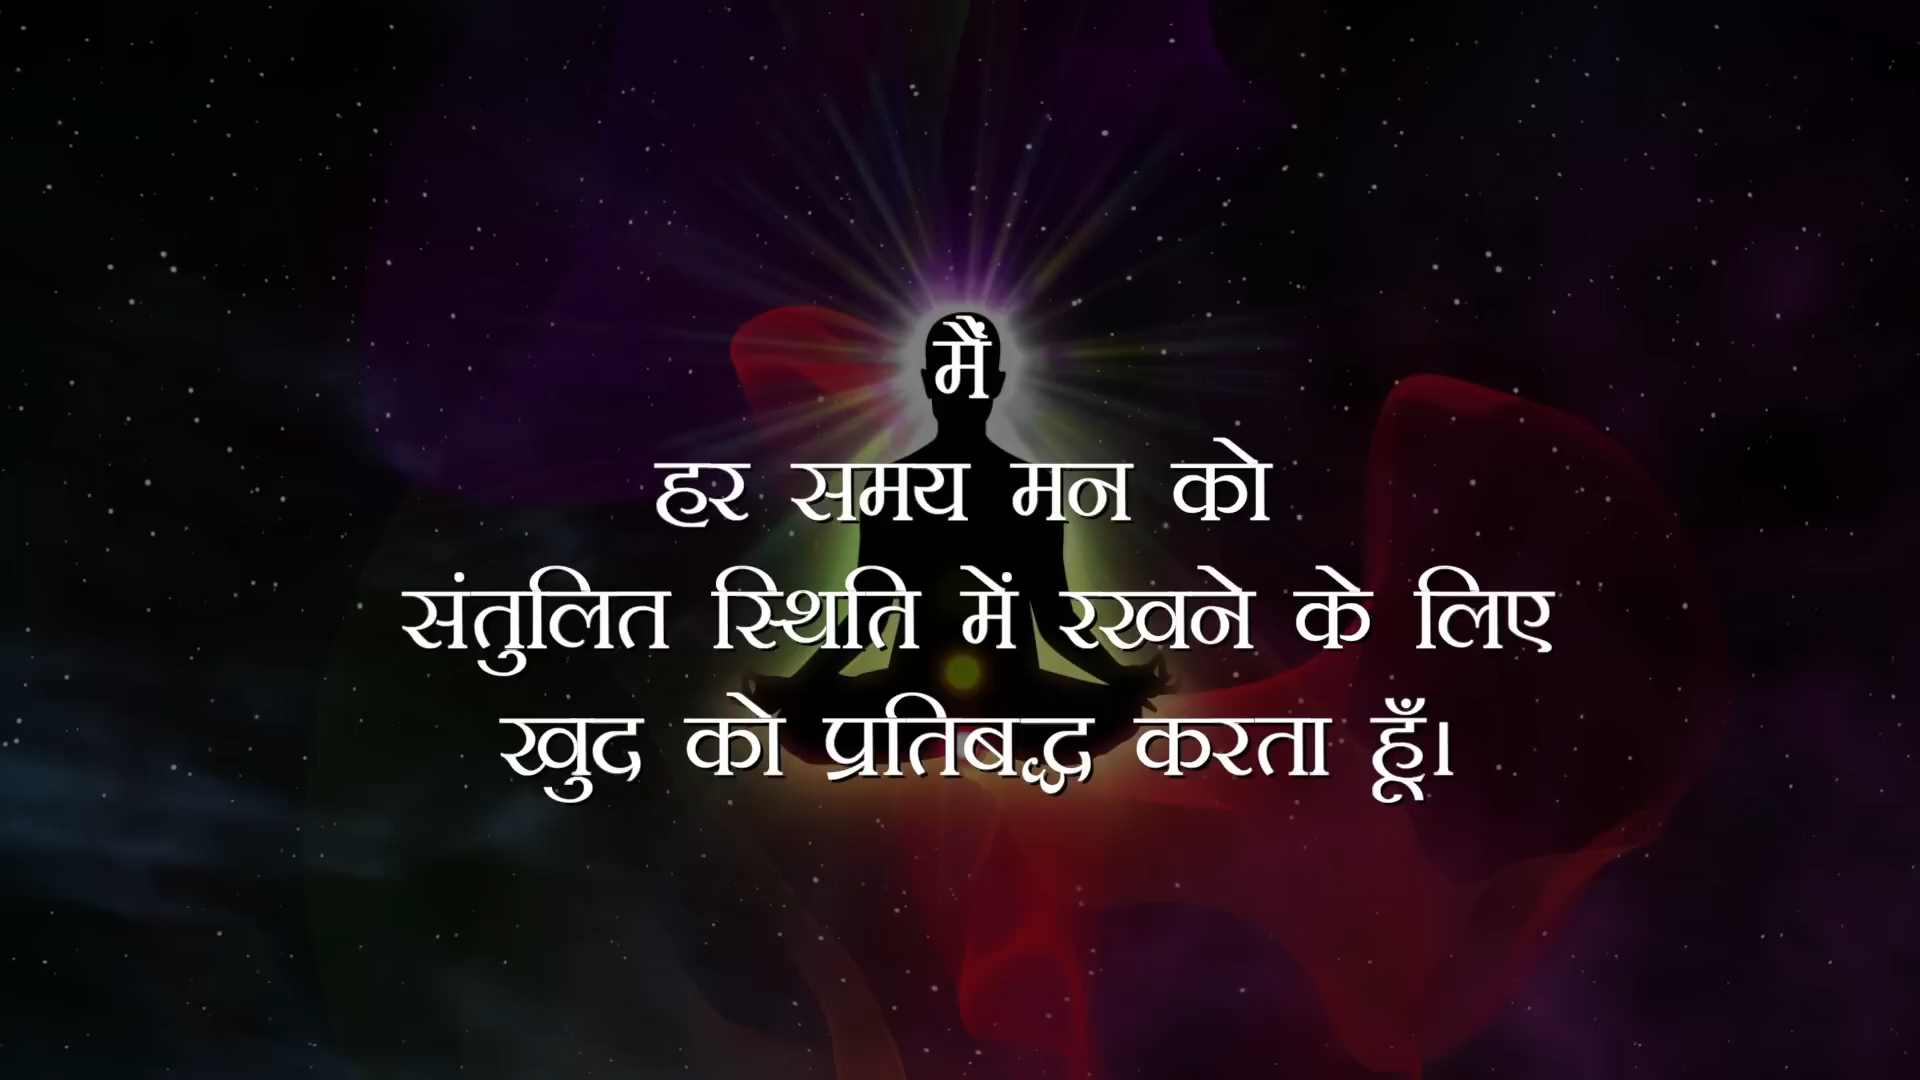 मैं
हर समय मन को
संतुलित स्थिति में रखने के लिए
खुद को प्रतिबद्ध करता हूँ।